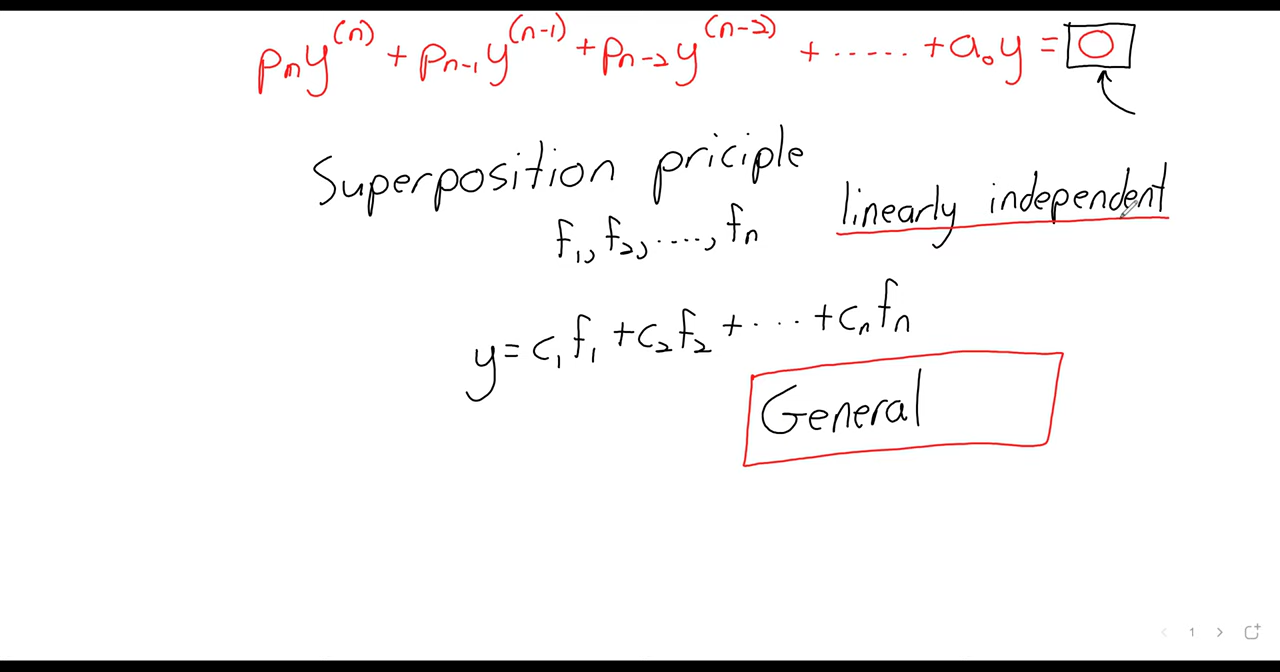 pₙy⁽ⁿ⁾ + pₙ₋₁y⁽ⁿ⁻¹⁾ + pₙ₋₂y⁽ⁿ⁻²⁾ + ...... + a₀y = 0
Superposition priciple
linearly independent
f₁, f₂, ...., fₙ
y = c₁f₁ + c₂f₂ + ... + cₙfₙ
General
1